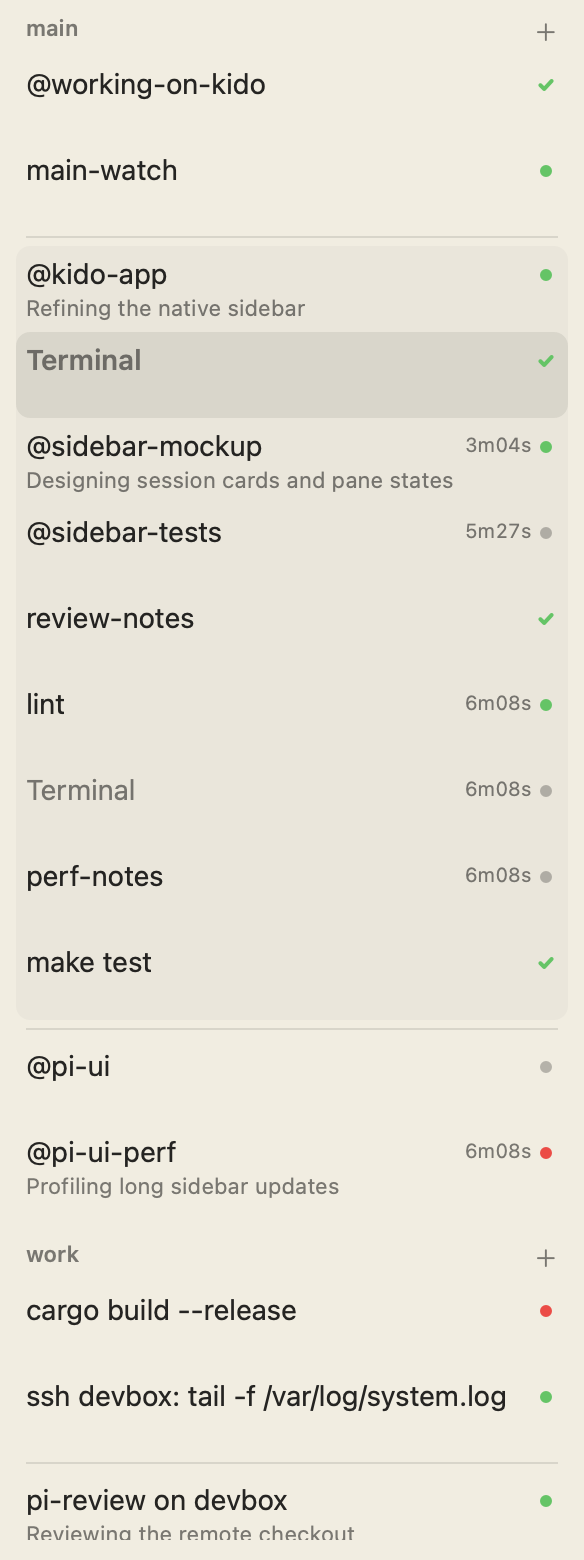 main
@working-on-kido
main-watch
@kido-app
Refining the native sidebar
Terminal
@sidebar-mockup 3m04s
Designing session cards and pane states
@sidebar-tests 5m27s
review-notes
lint 6m08s
Terminal 6m08s
perf-notes 6m08s
make test
@pi-ui
@pi-ui-perf 6m08s
Profiling long sidebar updates
work
cargo build --release
ssh devbox: tail -f /var/log/system.log
pi-review on devbox
Reviewing the remote checkout